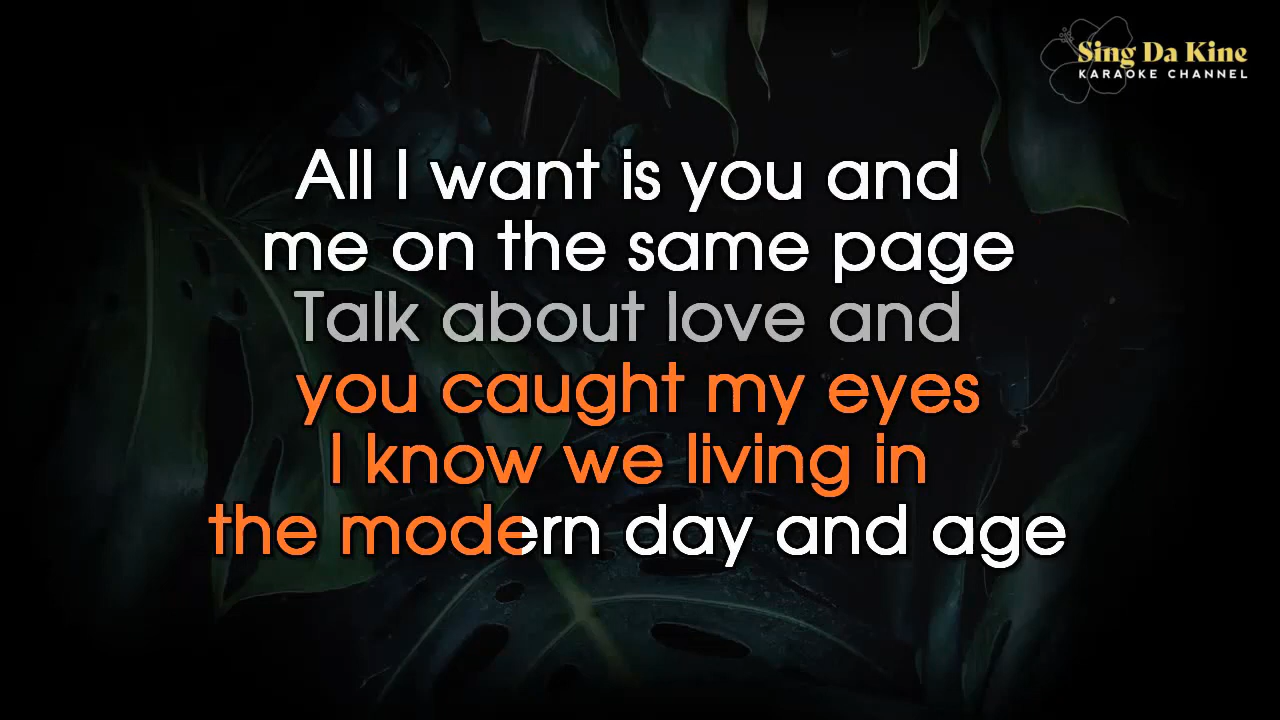 Sing Da Kine
KARAOKE CHANNEL
All I want is you and
me on the same page
Talk about love and
you caught my eyes
I know we living in
the modern day and age